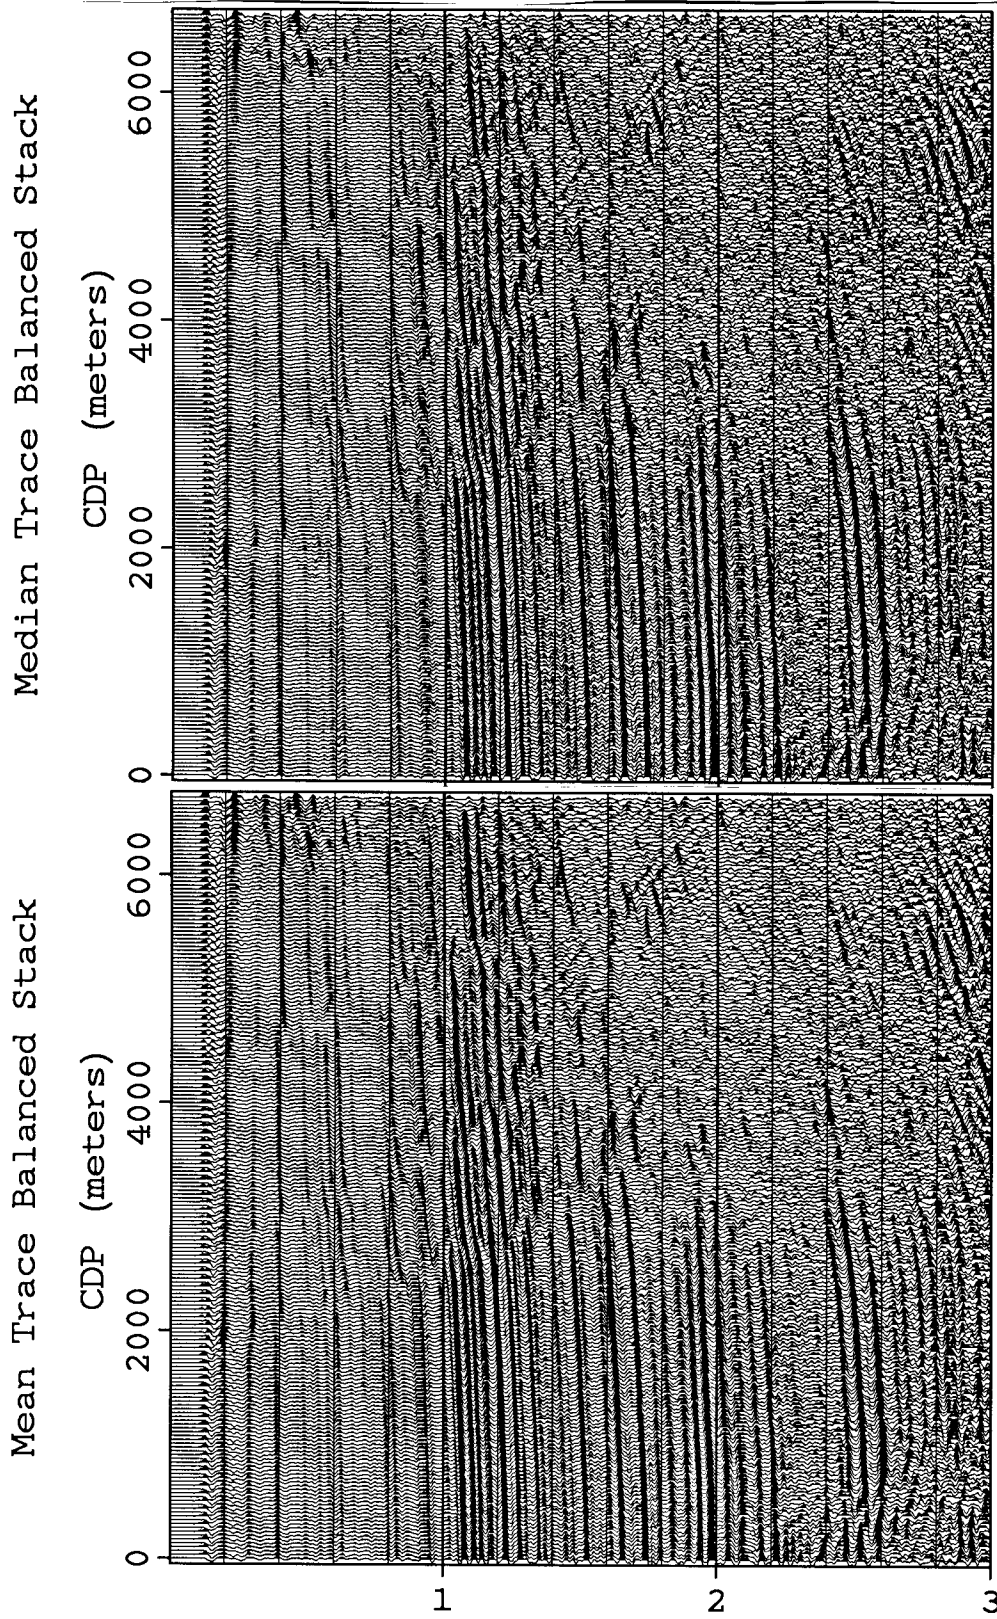 Mean Trace Balanced Stack
CDP (meters)
0 2000 4000 6000
Median Trace Balanced Stack
CDP (meters)
0 2000 4000 6000
1
2
3